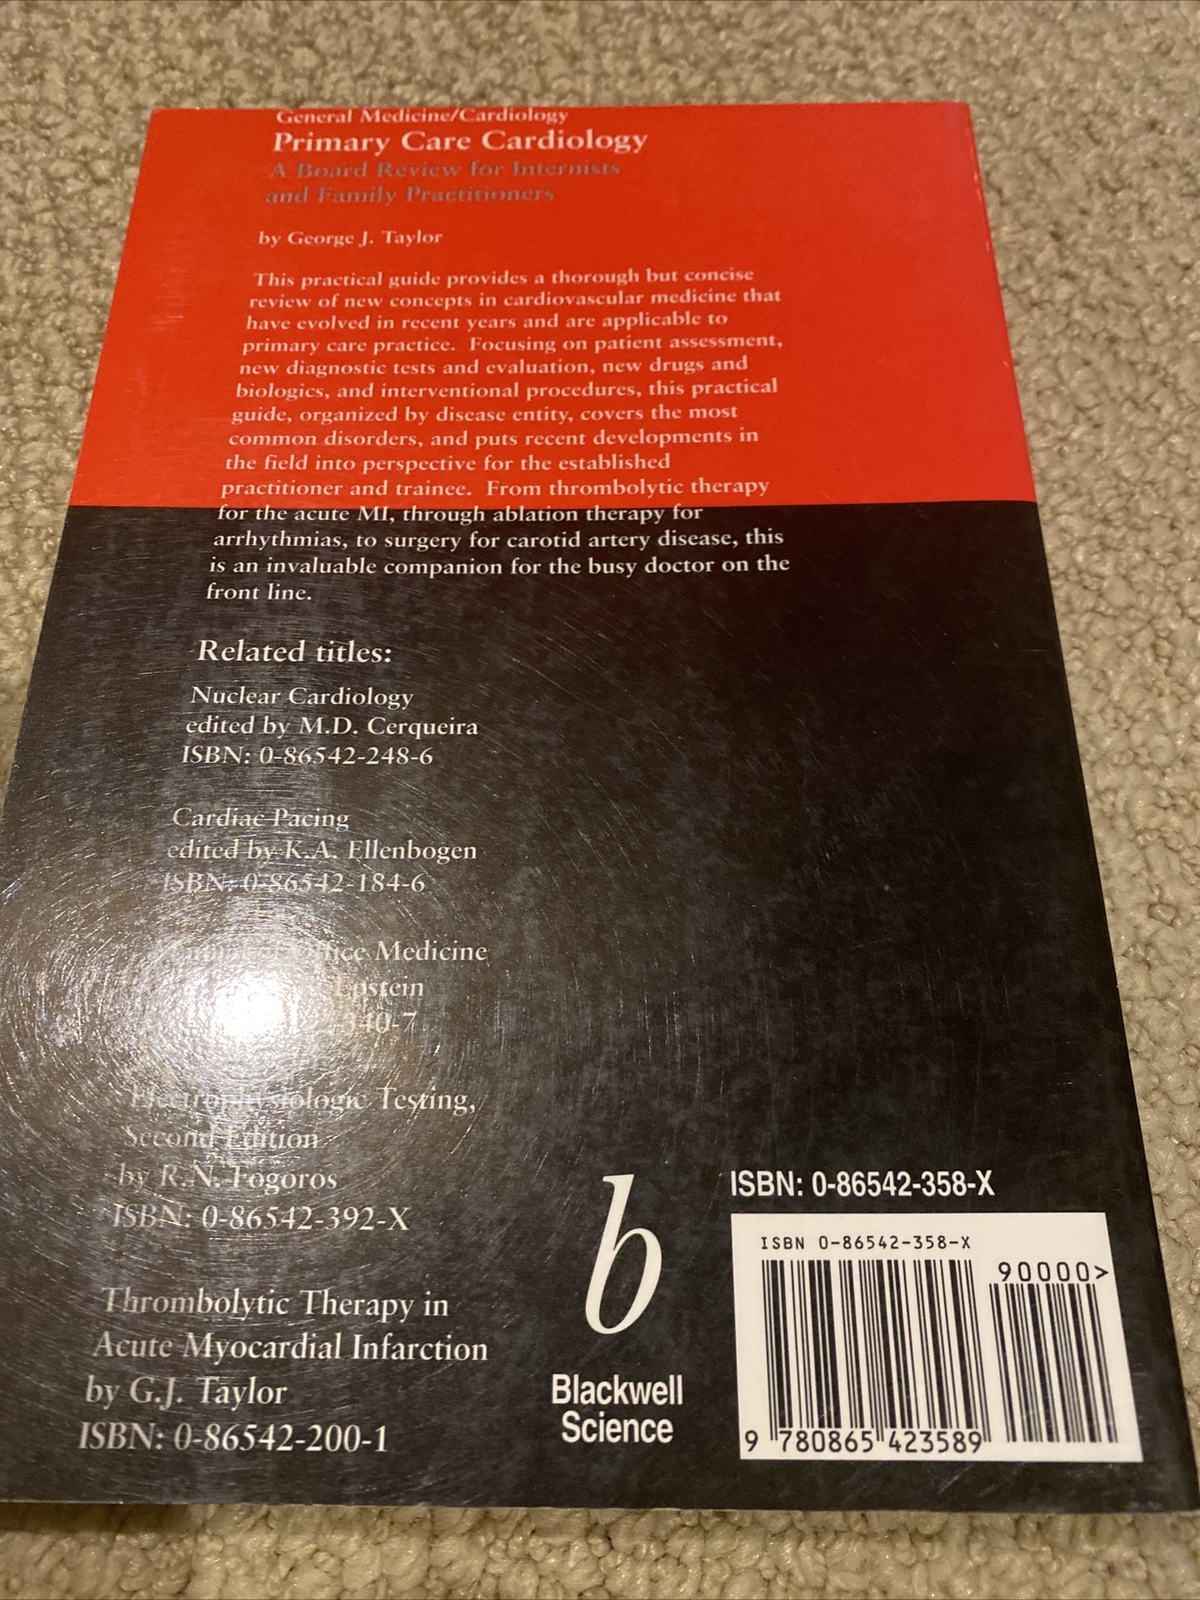 General Medicine/Cardiology
Primary Care Cardiology
A Board Review for Internists
and Family Practitioners
by George J. Taylor
This practical guide provides a thorough but concise
review of new concepts in cardiovascular medicine that
have evolved in recent years and are applicable to
primary care practice. Focusing on patient assessment,
new diagnostic tests and evaluation, new drugs and
biologics, and interventional procedures, this practical
guide, organized by disease entity, covers the most
common disorders, and puts recent developments in
the field into perspective for the established
practitioner and trainee. From thrombolytic therapy
for the acute MI, through ablation therapy for
arrhythmias, to surgery for carotid artery disease, this
is an invaluable companion for the busy doctor on the
front line.
Related titles:
Nuclear Cardiology
edited by M.D. Cerqueira
ISBN: 0-86542-248-6
Cardiac Pacing
edited by K.A. Ellenbogen
ISBN: 0-86542-184-6
Office Medicine
Epstein
340-7
Electrophysiologic Testing,
Second Edition
by R.N. Fogoros
ISBN: 0-86542-392-X
Thrombolytic Therapy in
Acute Myocardial Infarction
by G.J. Taylor
ISBN: 0-86542-200-1
b
Blackwell
Science
ISBN: 0-86542-358-X
ISBN 0-86542-358-X
90000>
9 780865 423589